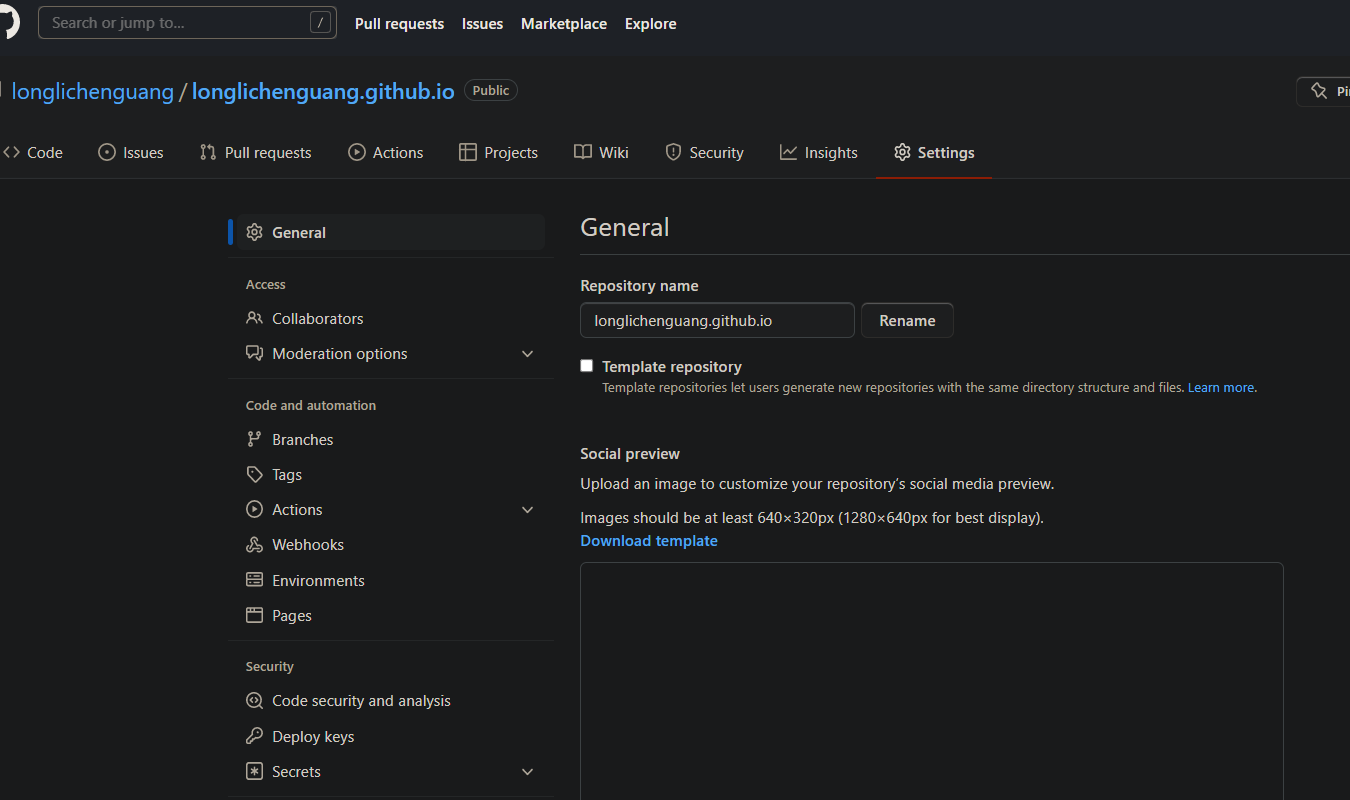 Search or jump to... /
Pull requests Issues Marketplace Explore
longlichenguang / longlichenguang.github.io Public
Code Issues Pull requests Actions Projects Wiki Security Insights Settings
General
Access
Collaborators
Moderation options
Code and automation
Branches
Tags
Actions
Webhooks
Environments
Pages
Security
Code security and analysis
Deploy keys
Secrets
General
Repository name
longlichenguang.github.io Rename
Template repository
Template repositories let users generate new repositories with the same directory structure and files. Learn more.
Social preview
Upload an image to customize your repository’s social media preview.
Images should be at least 640×320px (1280×640px for best display).
Download template